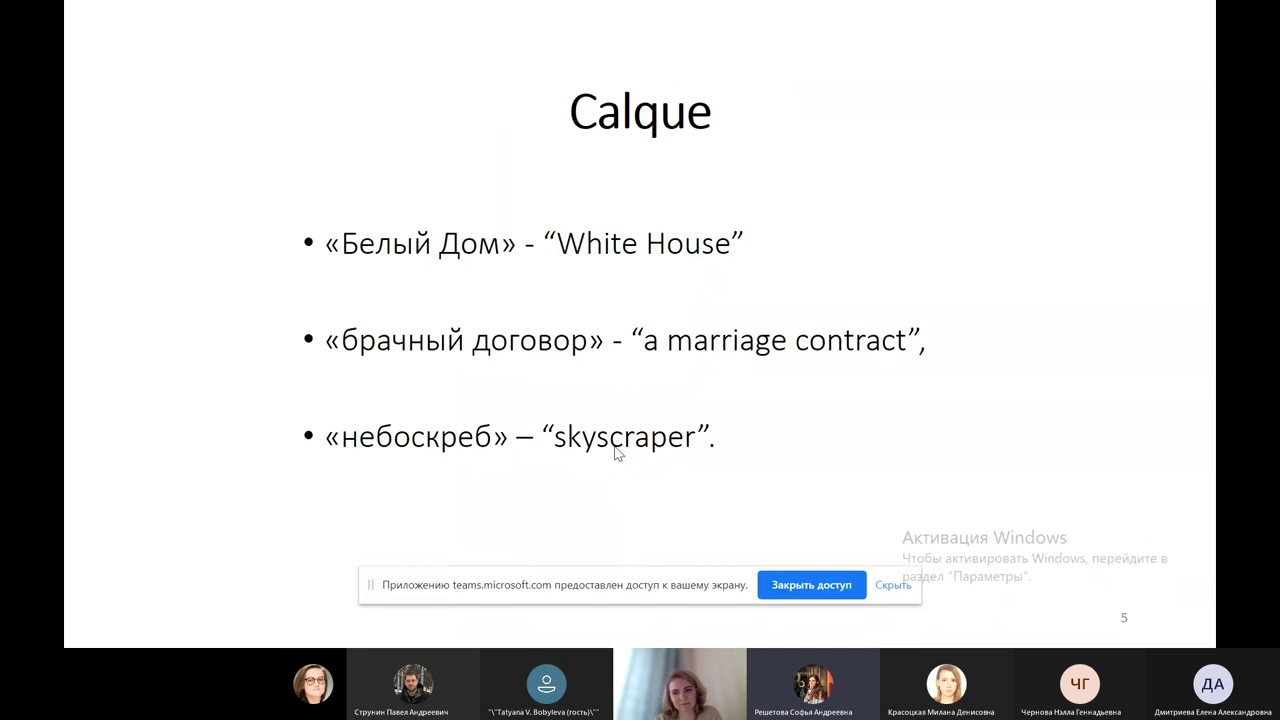 Calque
• «Белый Дом» - “White House”
• «брачный договор» - “a marriage contract”,
• «небоскреб» – “skyscraper”.
Активация Windows
Чтобы активировать Windows, перейдите в
раздел "Параметры".
Приложению teams.microsoft.com предоставлен доступ к вашему экрану. Закрыть доступ Скрыть
5
Струнин Павел Андреевич
"\"Tatyana V. Bobyleva (гость)\""
Решетова Софья Андреевна
Красоцкая Милана Денисовна
ЧГ
Чернова Нэлла Геннадьевна
ДА
Дмитриева Елена Александровна